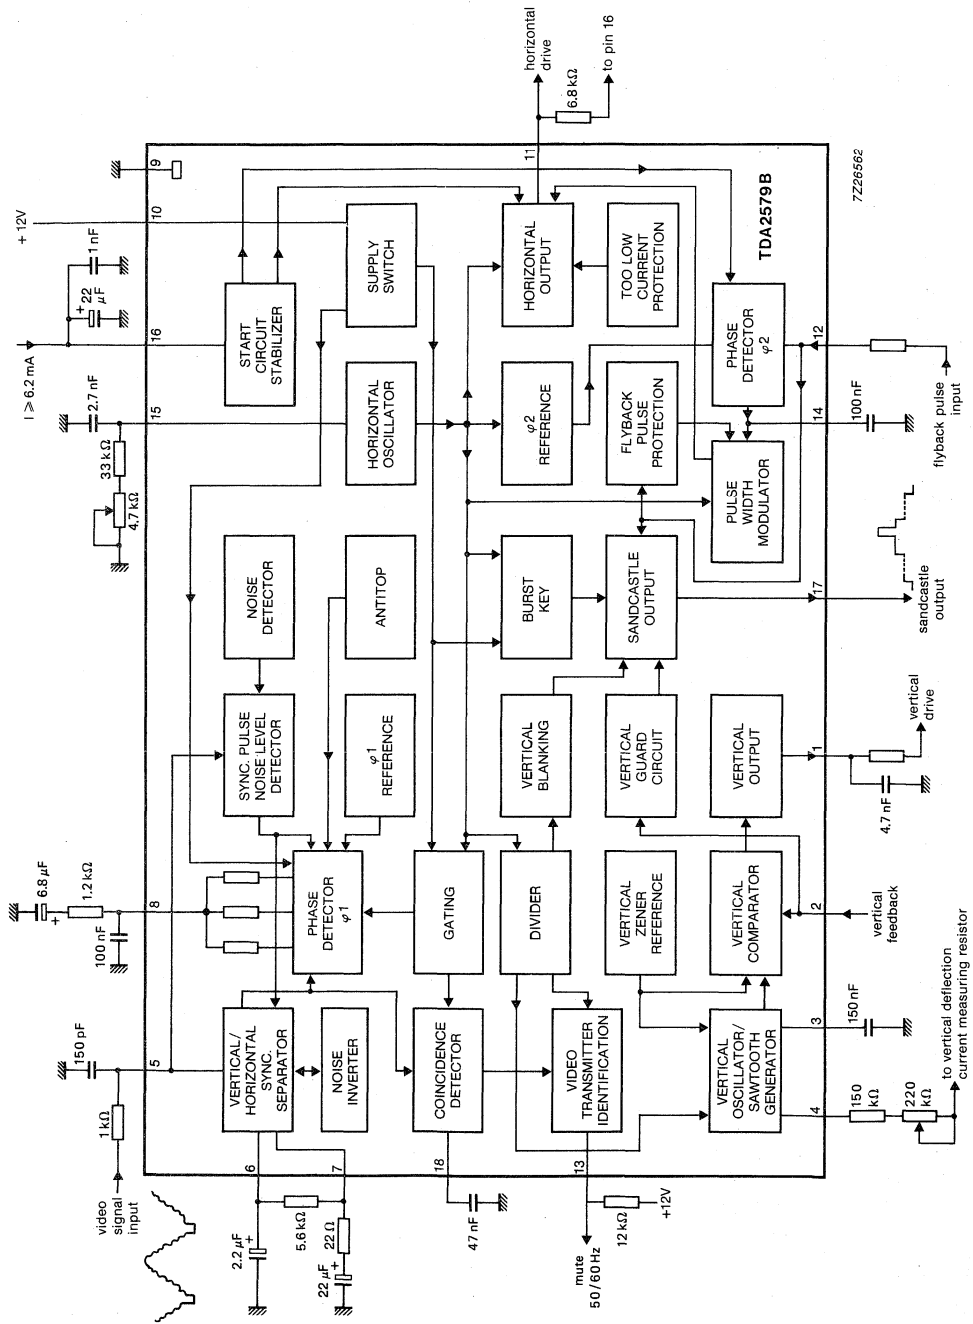 video
signal
input
1 kΩ
150 pF
5
100 nF
6.8 µF
+
1.2 kΩ
8
4.7 kΩ
33 kΩ
2.7 nF
15
I ⩾ 6.2 mA
16
+ 22
µF
1 nF
+ 12V
10
9
6
7
2.2 µF
+
5.6 kΩ
22 Ω
22 µF
+
VERTICAL/
HORIZONTAL
SYNC.
SEPARATOR
NOISE
INVERTER
PHASE
DETECTOR
φ1
SYNC. PULSE
NOISE LEVEL
DETECTOR
φ1
REFERENCE
NOISE
DETECTOR
ANTITOP
START
CIRCUIT
STABILIZER
HORIZONTAL
OSCILLATOR
SUPPLY
SWITCH
18
47 nF
COINCIDENCE
DETECTOR
GATING
DIVIDER
VERTICAL
BLANKING
BURST
KEY
φ2
REFERENCE
HORIZONTAL
OUTPUT
11
horizontal
drive
6.8 kΩ
to pin 16
13
mute
50/60 Hz
12 kΩ
+12V
VIDEO
TRANSMITTER
IDENTIFICATION
VERTICAL
ZENER
REFERENCE
VERTICAL
GUARD
CIRCUIT
SANDCASTLE
OUTPUT
FLYBACK
PULSE
PROTECTION
TOO LOW
CURRENT
PROTECTION
VERTICAL
OSCILLATOR/
SAWTOOTH
GENERATOR
VERTICAL
COMPARATOR
VERTICAL
OUTPUT
PULSE
WIDTH
MODULATOR
PHASE
DETECTOR
φ2
TDA2579B
4
3
2
1
17
14
12
150
kΩ
220
kΩ
150 nF
vertical
feedback
4.7 nF
vertical
drive
sandcastle
output
100 nF
flyback pulse
input
to vertical deflection
current measuring resistor
7Z26562